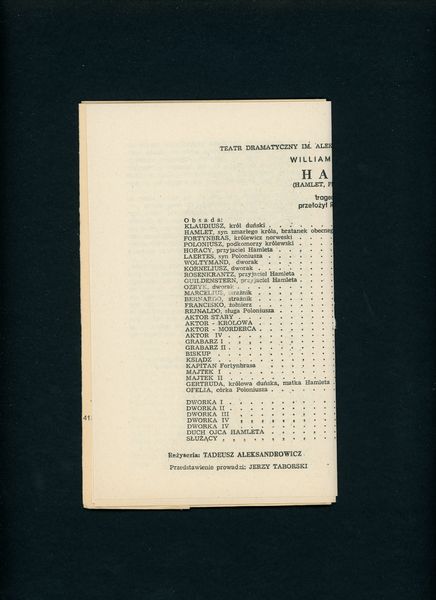 TEATR DRAMATYCZNY IM. ALEK
WILLIAM
HA
(HAMLET, P
trage
przełożył
Obsada:
KLAUDIUSZ, król duński
HAMLET, syn zmarłego króla, bratanek obecneg
FORTYNBRAS, królewicz norweski
POLONIUSZ, podkomorzy królewski
HORACY, przyjaciel Hamleta
LAERTES, syn Poloniusza
WOLTYMAND, dworak
KORNELIUSZ, dworak
ROSENKRANTZ, przyjaciel Hamleta
GUILDENSTERN, przyjaciel Hamleta
OZRYK, dworak
MARCELIUS, strażnik
BERNARDO, strażnik
FRANCISKO, żołnierz
REJNALDO, sługa Poloniusza
AKTOR STARY
AKTOR - KRÓLOWA
AKTOR - MORDERCA
AKTOR IV
GRABARZ I
GRABARZ II
BISKUP
KSIĄDZ
KAPITAN Fortynbrasa
MAJTEK I
MAJTEK II
GERTRUDA, królowa duńska, matka Hamleta
OFELIA, córka Poloniusza
DWORKA I
DWORKA II
DWORKA III
DWORKA IV
DWORKA IV
DUCH OJCA HAMLETA
SŁUŻĄCY
41
Reżyseria: TADEUSZ ALEKSANDROWICZ
Przedstawienie prowadzi: JERZY TABORSKI